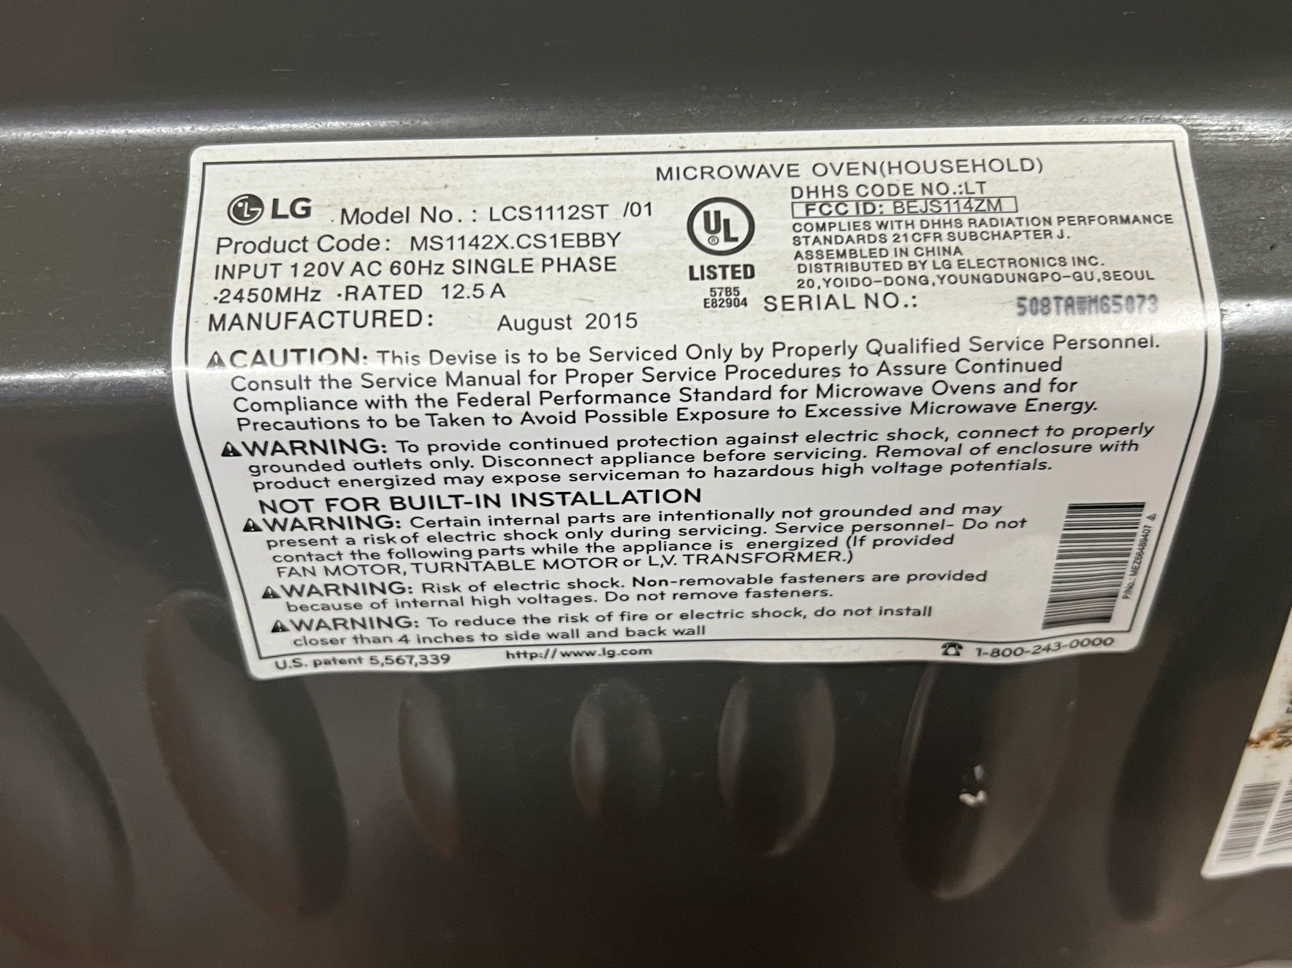 MICROWAVE OVEN(HOUSEHOLD)
LG Model No.: LCS1112ST /01
Product Code: MS1142X.CS1EBBY
INPUT 120V AC 60Hz SINGLE PHASE
·2450MHz ·RATED 12.5A
MANUFACTURED: August 2015
UL
®
LISTED
57B5
E82904
DHHS CODE NO.:LT
FCC ID: BEJS114ZM
COMPLIES WITH DHHS RADIATION PERFORMANCE
STANDARDS 21CFR SUBCHAPTER J.
ASSEMBLED IN CHINA
DISTRIBUTED BY LG ELECTRONICS INC.
20,YOIDO-DONG,YOUNGDUNGPO-GU,SEOUL
SERIAL NO.:
CAUTION: This Devise is to be Serviced Only by Properly Qualified Service Personnel.
Consult the Service Manual for Proper Service Procedures to Assure Continued
Compliance with the Federal Performance Standard for Microwave Ovens and for
Precautions to be Taken to Avoid Possible Exposure to Excessive Microwave Energy.
WARNING: To provide continued protection against electric shock, connect to properly
grounded outlets only. Disconnect appliance before servicing. Removal of enclosure with
product energized may expose serviceman to hazardous high voltage potentials.
NOT FOR BUILT-IN INSTALLATION
WARNING: Certain internal parts are intentionally not grounded and may
present a risk of electric shock only during servicing. Service personnel- Do not
contact the following parts while the appliance is energized (If provided
FAN MOTOR, TURNTABLE MOTOR or L.V. TRANSFORMER.)
WARNING: Risk of electric shock. Non-removable fasteners are provided
because of internal high voltages. Do not remove fasteners.
WARNING: To reduce the risk of fire or electric shock, do not install
closer than 4 inches to side wall and back wall
U.S. patent 5,567,339 http://www.lg.com 1-800-243-0000
P/No.: